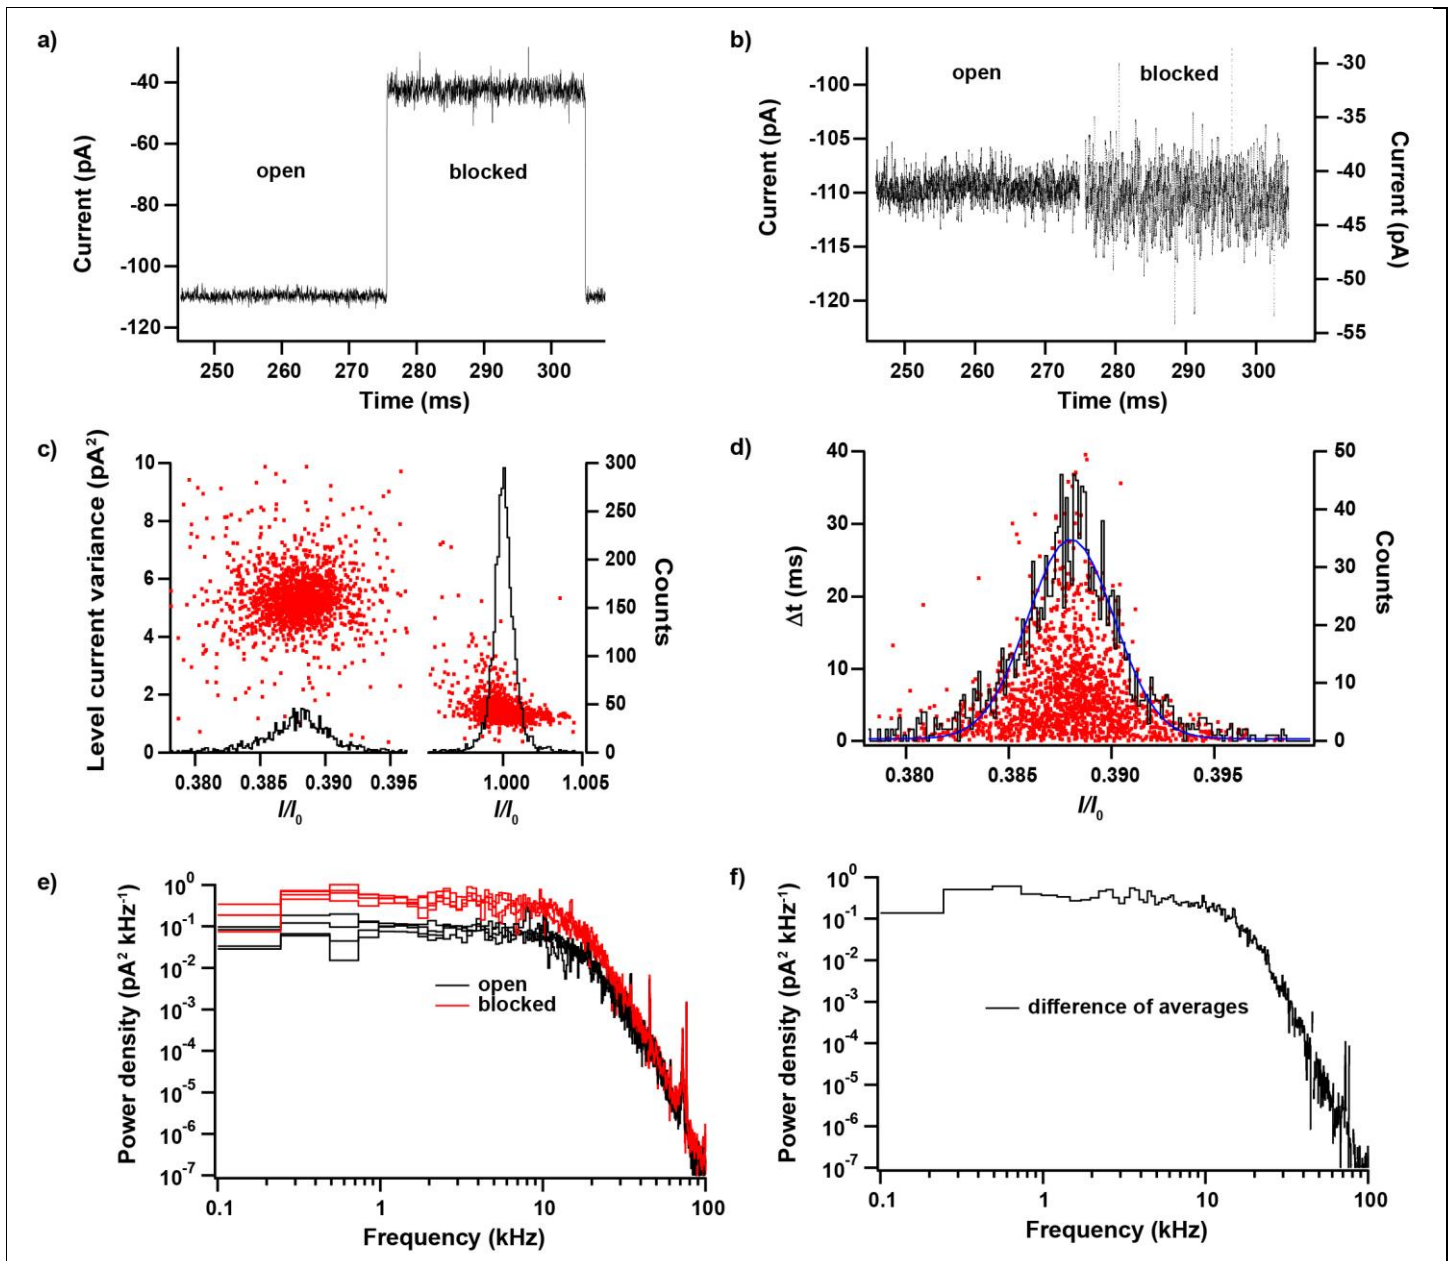 a)
Current (pA)
-40
-60
-80
-100
-120
open
blocked
250 260 270 280 290 300
Time (ms)
b)
Current (pA)
-100
-105
-110
-115
-120
open
blocked
-30
-35
-40
-45
-50
-55
Current (pA)
250 260 270 280 290 300
Time (ms)
c)
Level current variance (pA²)
10
8
6
4
2
0
300
250
200
150
100
50
0
Counts
0.380 0.385 0.390 0.395
I/I₀
1.000 1.005
I/I₀
d)
Δt (ms)
40
30
20
10
0
50
40
30
20
10
0
Counts
0.380 0.385 0.390 0.395
I/I₀
e)
Power density (pA² kHz⁻¹)
10⁰
10⁻¹
10⁻²
10⁻³
10⁻⁴
10⁻⁵
10⁻⁶
10⁻⁷
open
blocked
0.1 1 10 100
Frequency (kHz)
f)
Power density (pA² kHz⁻¹)
10⁰
10⁻¹
10⁻²
10⁻³
10⁻⁴
10⁻⁵
10⁻⁶
10⁻⁷
difference of averages
0.1 1 10 100
Frequency (kHz)